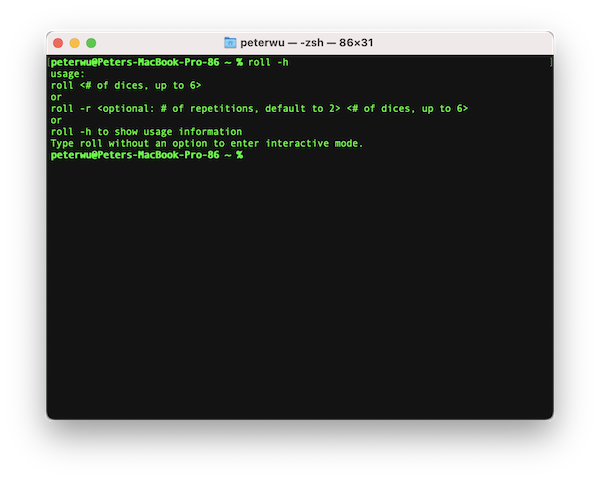 peterwu — -zsh — 86×31
[peterwu@Peters-MacBook-Pro-86 ~ % roll -h ]
usage:
roll <# of dices, up to 6>
or
roll -r <optional: # of repetitions, default to 2> <# of dices, up to 6>
or
roll -h to show usage information
Type roll without an option to enter interactive mode.
peterwu@Peters-MacBook-Pro-86 ~ %